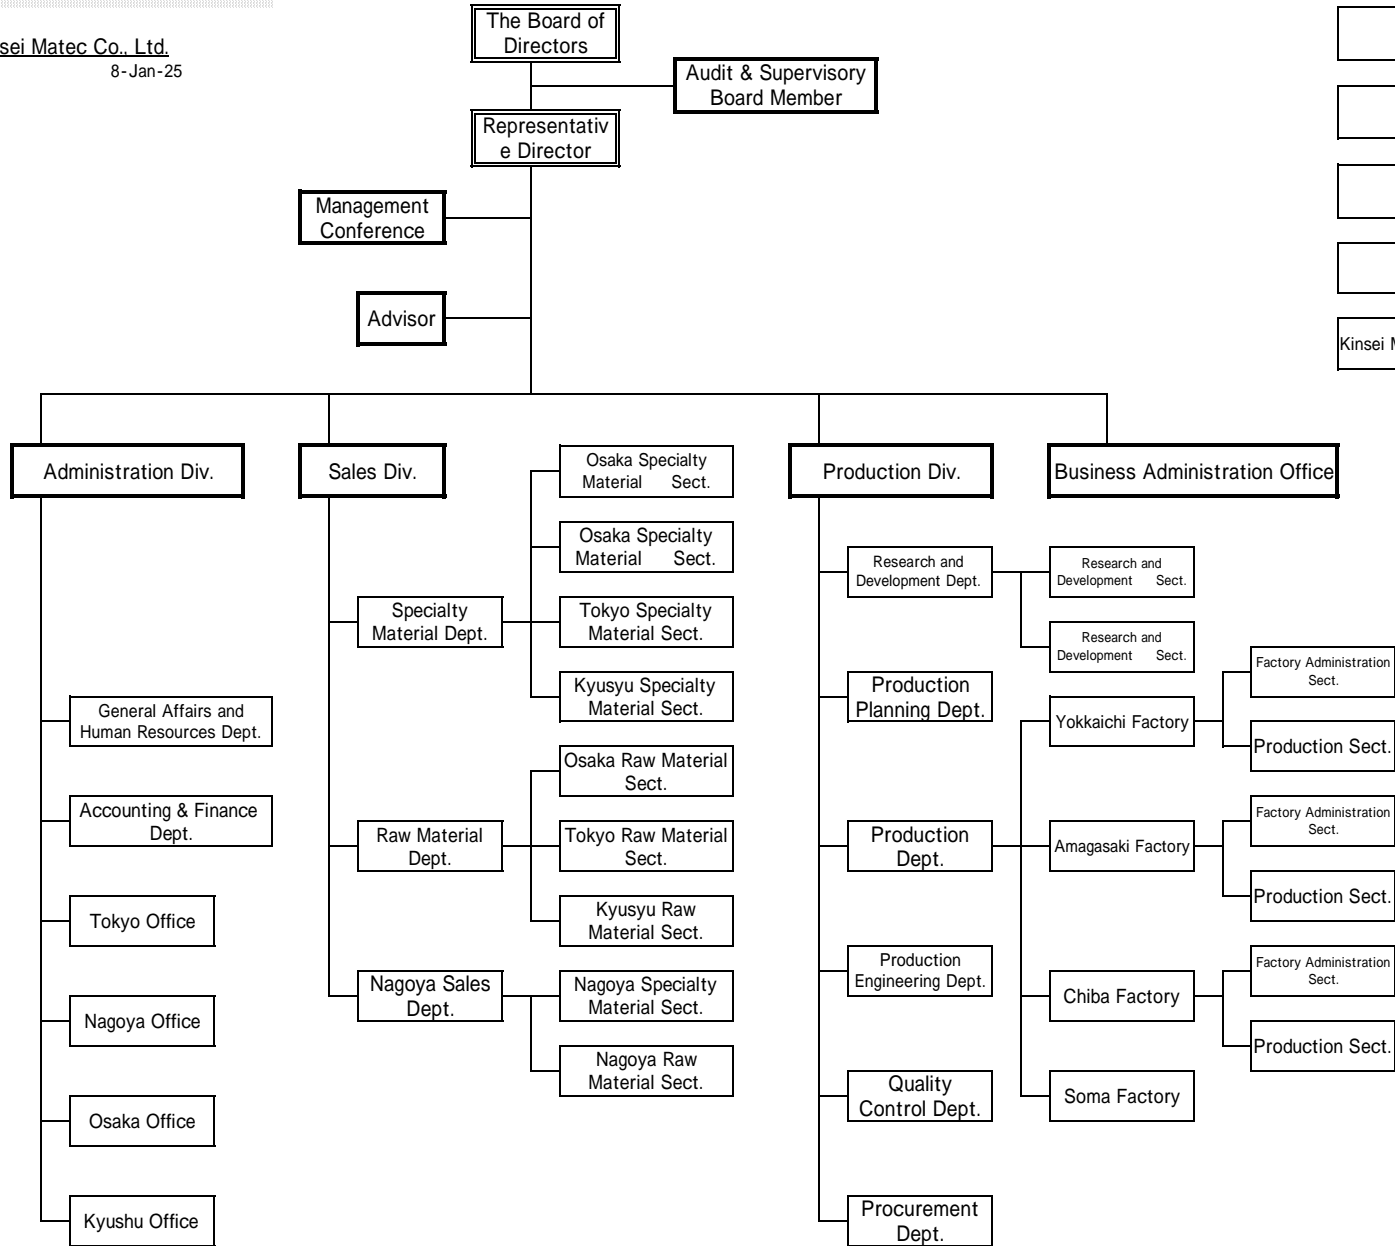 The Board of
Directors
sei Matec Co., Ltd.
8-Jan-25
Audit & Supervisory
Board Member
Representativ
e Director
Management
Conference
Advisor
Kinsei M
Administration Div.
Sales Div.
Production Div.
Business Administration Office
Osaka Specialty
Material Sect.
Osaka Specialty
Material Sect.
Specialty
Material Dept.
Tokyo Specialty
Material Sect.
Kyusyu Specialty
Material Sect.
Research and
Development Dept.
Research and
Development Sect.
Research and
Development Sect.
General Affairs and
Human Resources Dept.
Production
Planning Dept.
Yokkaichi Factory
Factory Administration
Sect.
Production Sect.
Osaka Raw Material
Sect.
Accounting & Finance
Dept.
Raw Material
Dept.
Tokyo Raw Material
Sect.
Kyusyu Raw
Material Sect.
Production
Dept.
Amagasaki Factory
Factory Administration
Sect.
Production Sect.
Tokyo Office
Nagoya Sales
Dept.
Nagoya Specialty
Material Sect.
Nagoya Raw
Material Sect.
Production
Engineering Dept.
Chiba Factory
Factory Administration
Sect.
Production Sect.
Nagoya Office
Quality
Control Dept.
Soma Factory
Osaka Office
Kyushu Office
Procurement
Dept.